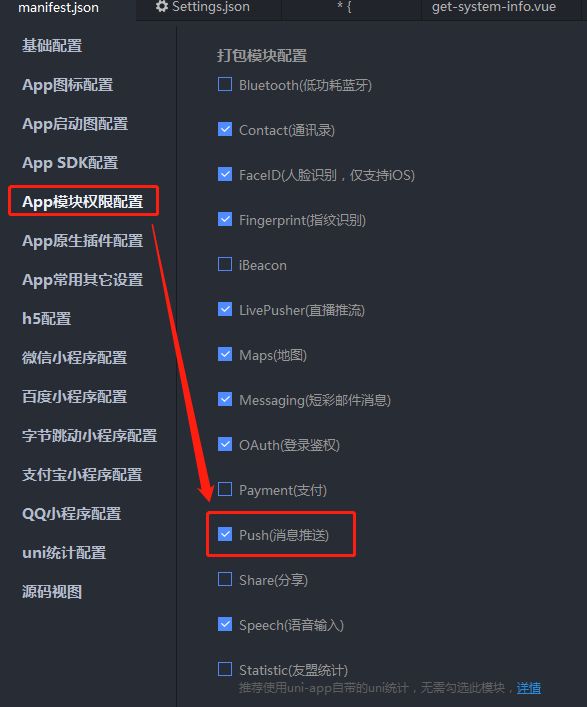 manifest.json
Settings.json
* {
get-system-info.vue
基础配置
App图标配置
App启动图配置
App SDK配置
App模块权限配置
App原生插件配置
App常用其它设置
h5配置
微信小程序配置
百度小程序配置
字节跳动小程序配置
支付宝小程序配置
QQ小程序配置
uni统计配置
源码视图
打包模块配置
Bluetooth(低功耗蓝牙)
Contact(通讯录)
FaceID(人脸识别，仅支持iOS)
Fingerprint(指纹识别)
iBeacon
LivePusher(直播推流)
Maps(地图)
Messaging(短彩邮件消息)
OAuth(登录鉴权)
Payment(支付)
Push(消息推送)
Share(分享)
Speech(语音输入)
Statistic(友盟统计)
推荐使用uni-app自带的uni统计，无需勾选此模块，详情